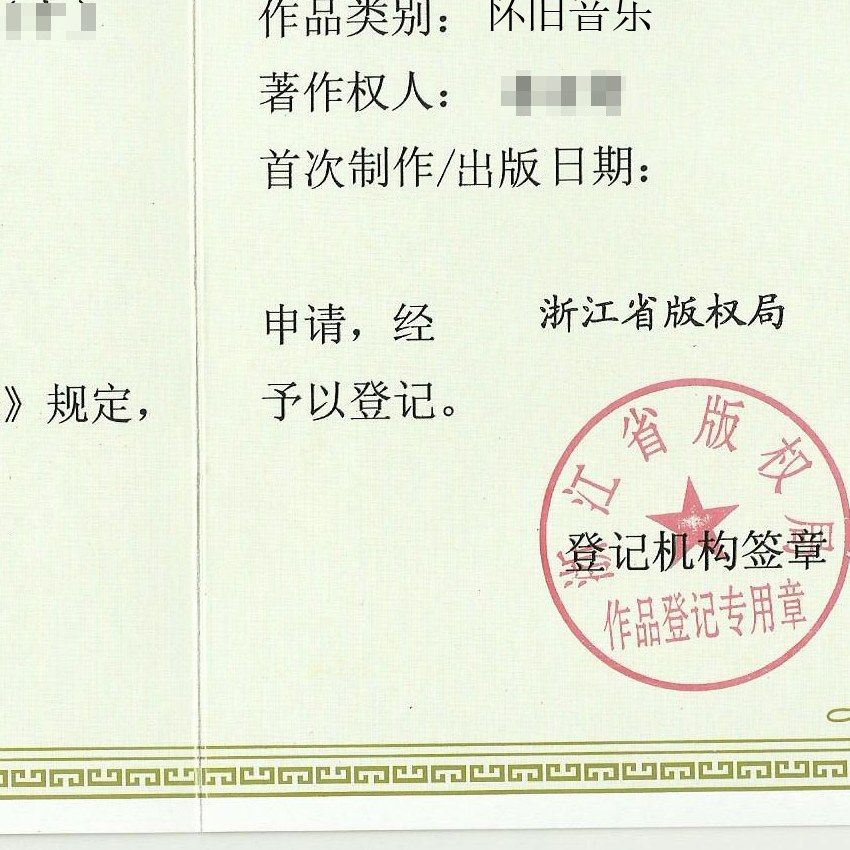 作品类别： 怀旧音乐
著作权人：
首次制作/出版日期：
申请，经 浙江省版权局
》规定， 予以登记。
浙江省版权局
登记机构签章
作品登记专用章